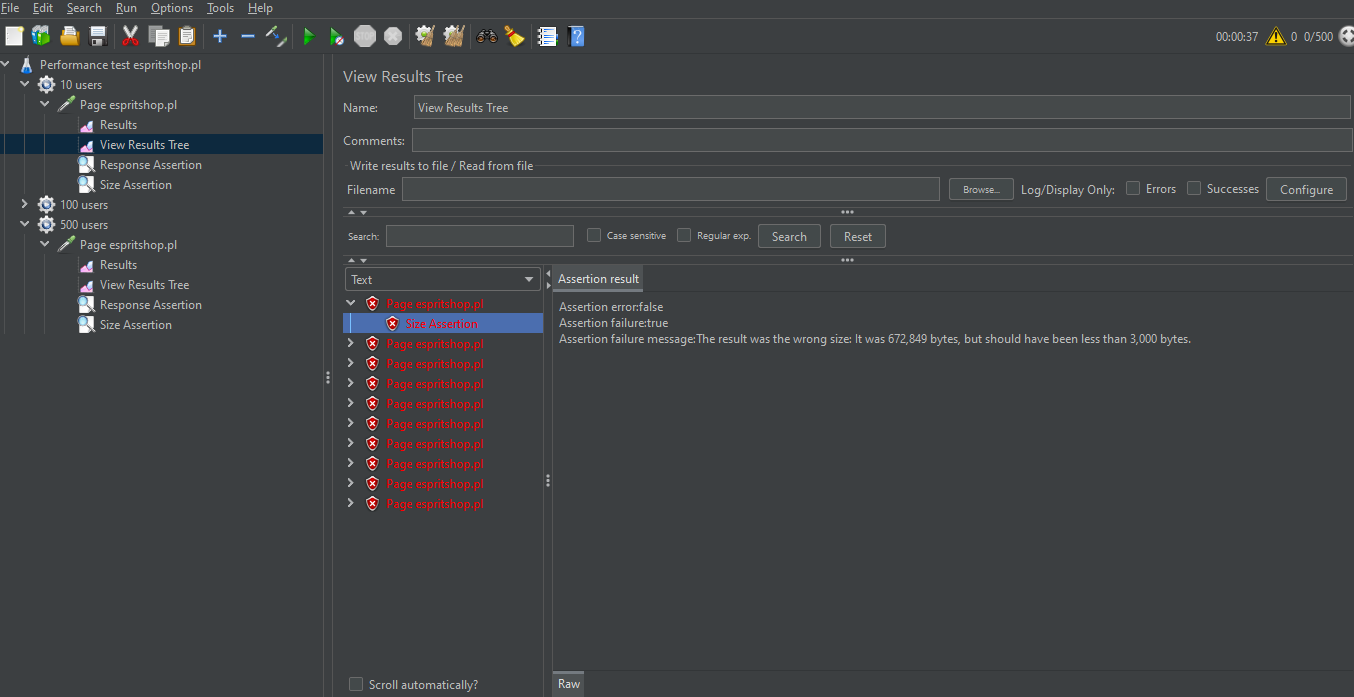 File Edit Search Run Options Tools Help
STOP
00:00:37 0 0/500
Performance test espritshop.pl
10 users
Page espritshop.pl
Results
View Results Tree
Response Assertion
Size Assertion
100 users
500 users
Page espritshop.pl
Results
View Results Tree
Response Assertion
Size Assertion
View Results Tree
Name: View Results Tree
Comments:
Write results to file / Read from file
Filename Browse... Log/Display Only: Errors Successes Configure
Search: Case sensitive Regular exp. Search Reset
Text
Page espritshop.pl
Size Assertion
Page espritshop.pl
Page espritshop.pl
Page espritshop.pl
Page espritshop.pl
Page espritshop.pl
Page espritshop.pl
Page espritshop.pl
Page espritshop.pl
Page espritshop.pl
Scroll automatically?
Assertion result
Assertion error:false
Assertion failure:true
Assertion failure message:The result was the wrong size: It was 672,849 bytes, but should have been less than 3,000 bytes.
Raw